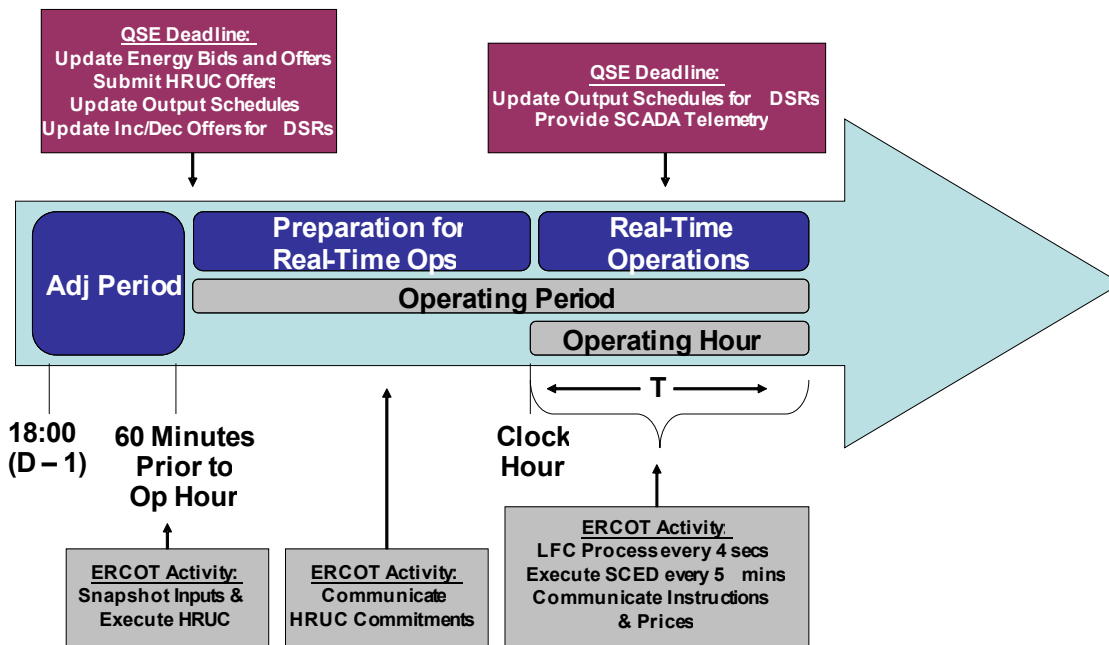 QSE Deadline:
Update Energy Bids and Offers
Submit HRUC Offers
Update Output Schedules
Update Inc/Dec Offers for DSRs
QSE Deadline:
Update Output Schedules for DSRs
Provide SCADA Telemetry
Adj Period
Preparation for
Real-Time Ops
Real-Time
Operations
Operating Period
Operating Hour
T
18:00
(D – 1)
60 Minutes
Prior to
Op Hour
Clock
Hour
ERCOT Activity:
Snapshot Inputs &
Execute HRUC
ERCOT Activity:
Communicate
HRUC Commitments
ERCOT Activity:
LFC Process every 4 secs
Execute SCED every 5 mins
Communicate Instructions
& Prices